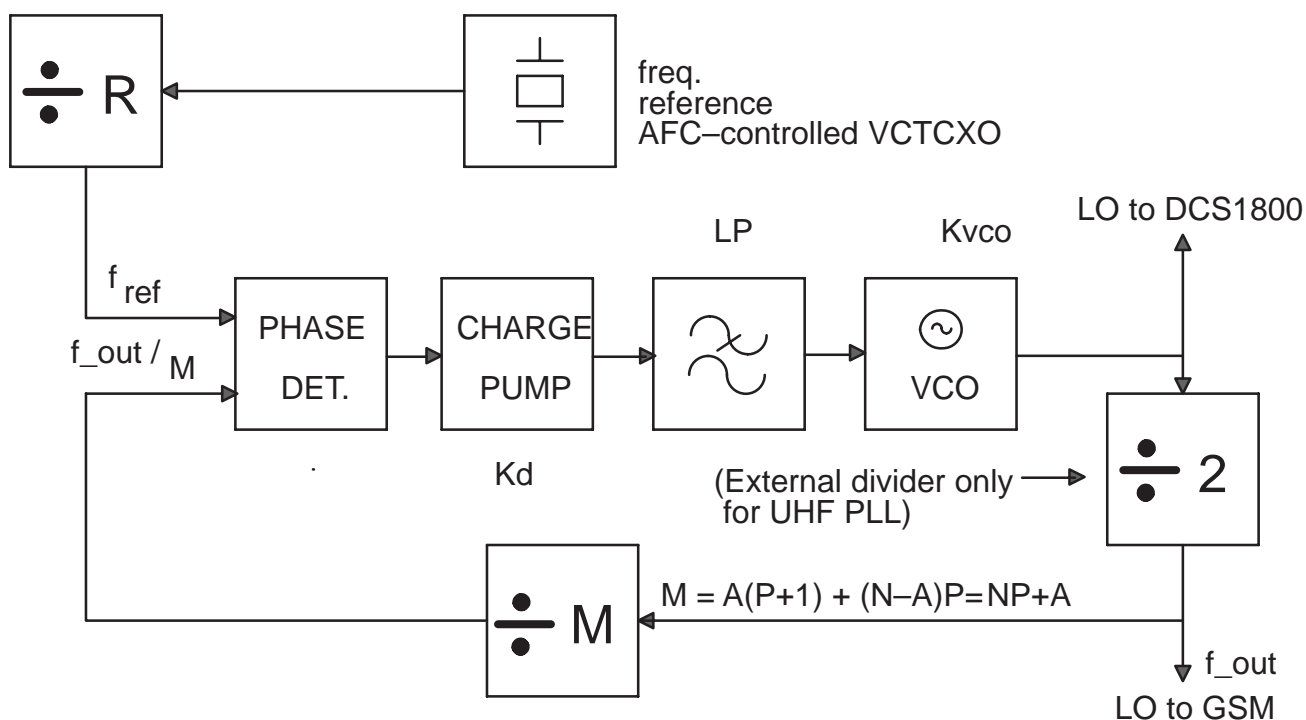 ÷ R
freq.
reference
AFC–controlled VCTCXO
LO to DCS1800
LP
Kvco
f ref
f_out / M
PHASE
DET.
CHARGE
PUMP
VCO
Kd
(External divider only
for UHF PLL)
÷ 2
÷ M
M = A(P+1) + (N–A)P=NP+A
f_out
LO to GSM